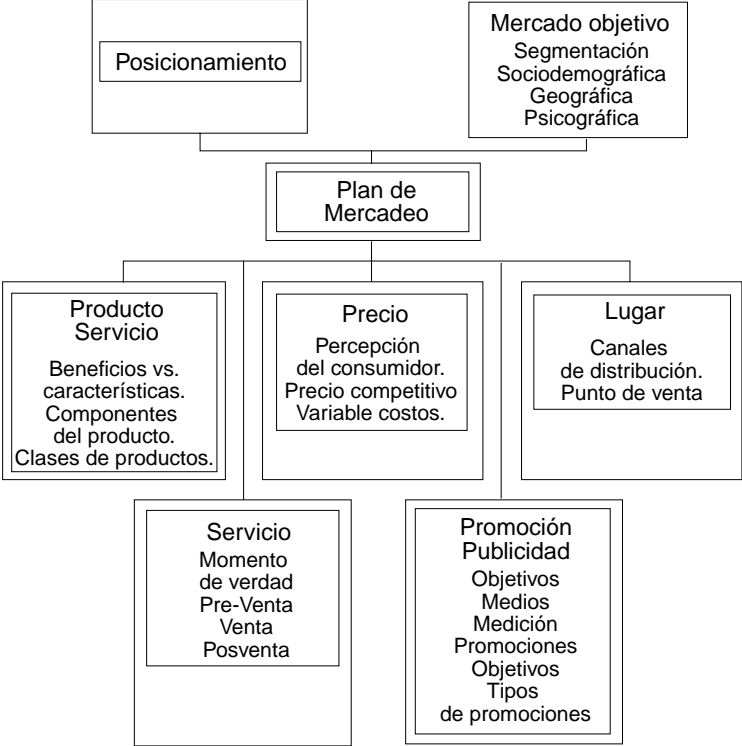 Posicionamiento
Mercado objetivo
Segmentación
Sociodemográfica
Geográfica
Psicográfica
Plan de
Mercadeo
Producto
Servicio
Beneficios vs.
características.
Componentes
del producto.
Clases de productos.
Precio
Percepción
del consumidor.
Precio competitivo
Variable costos.
Lugar
Canales
de distribución.
Punto de venta
Servicio
Momento
de verdad
Pre-Venta
Venta
Posventa
Promoción
Publicidad
Objetivos
Medios
Medición
Promociones
Objetivos
Tipos
de promociones